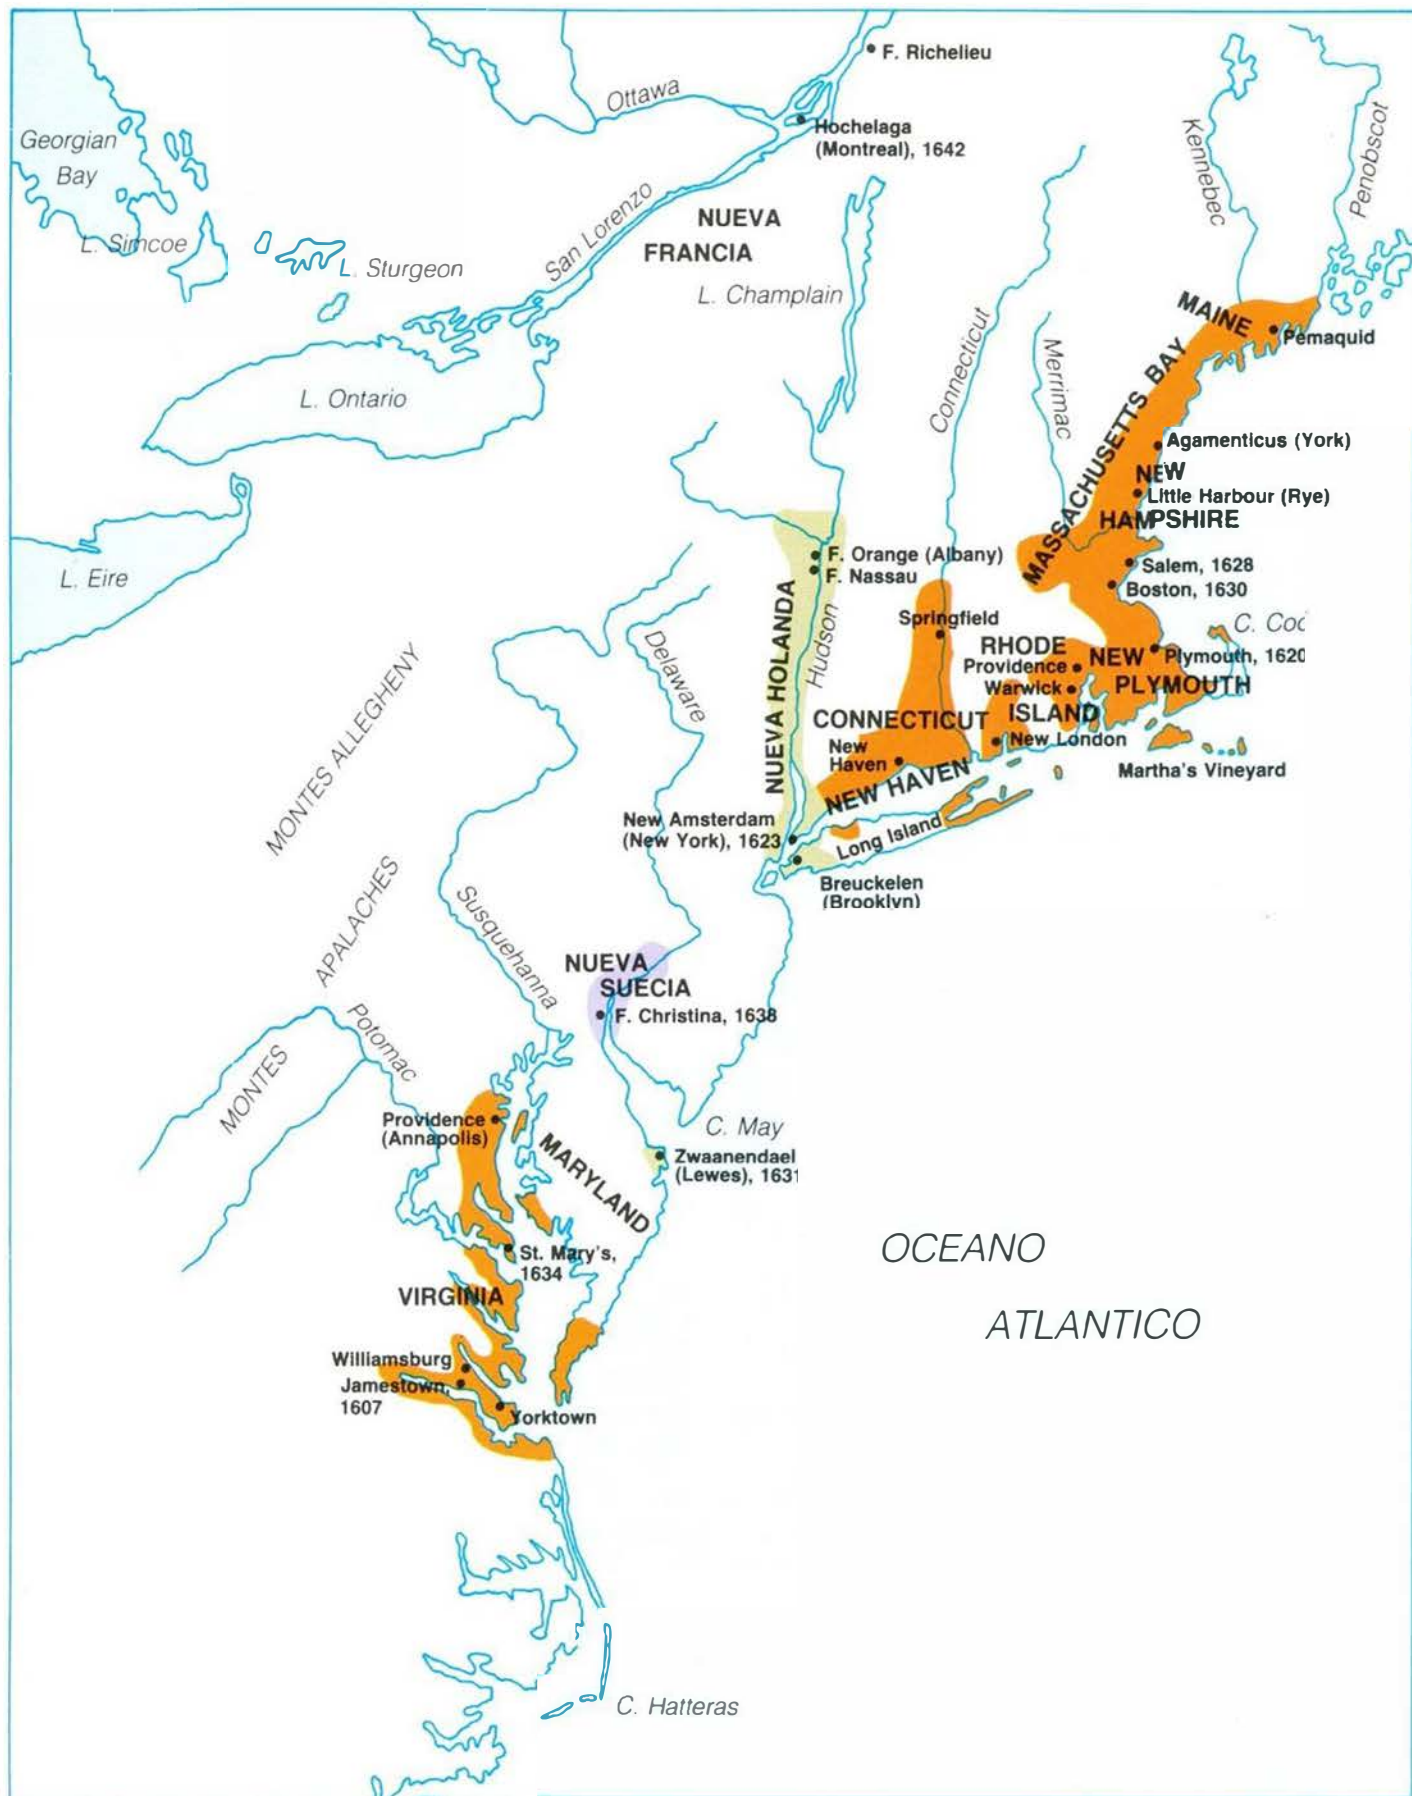 F. Richelieu
Ottawa
Hochelaga
(Montreal), 1642
Georgian
Bay
L. Simcoe
L. Sturgeon
San Lorenzo
NUEVA
FRANCIA
L. Champlain
Kennebec
Penobscot
Connecticut
Merrimac
MAINE
Pemaquid
MASSACHUSETTS BAY
L. Ontario
Agamenticus (York)
NEW
Little Harbour (Rye)
HAMPSHIRE
L. Eire
F. Orange (Albany)
F. Nassau
Salem, 1628
Boston, 1630
NUEVA HOLANDA
Hudson
Springfield
C. Coc
RHODE
NEW
Plymouth, 1620
Providence
Warwick
PLYMOUTH
Delaware
MONTES ALLEGHENY
CONNECTICUT
ISLAND
New
Haven
New London
NEW HAVEN
Martha's Vineyard
New Amsterdam
(New York), 1623
Long Island
Breuckelen
(Brooklyn)
APALACHES
Susquehanna
NUEVA
SUECIA
F. Christina, 1638
Potomac
MONTES
Providence
(Annapolis)
C. May
MARYLAND
Zwaanendael
(Lewes), 1631
St. Mary's,
1634
OCEANO
VIRGINIA
ATLANTICO
Williamsburg
Jamestown,
1607
Yorktown
C. Hatteras